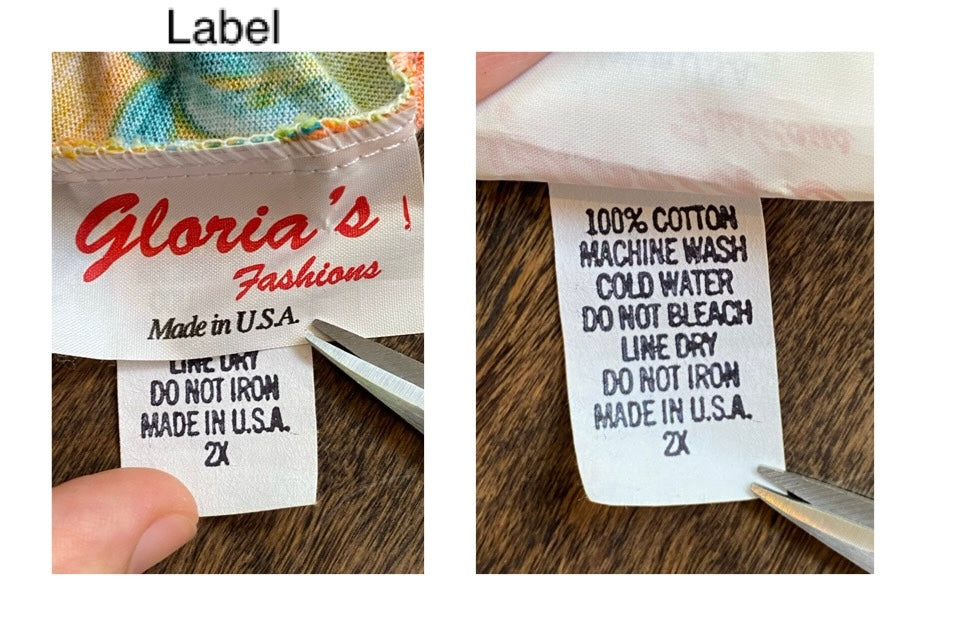 Label
Gloria's !
Fashions
Made in U.S.A.
LINE DRY
DO NOT IRON
MADE IN U.S.A.
2X
100% COTTON
MACHINE WASH
COLD WATER
DO NOT BLEACH
LINE DRY
DO NOT IRON
MADE IN U.S.A.
2X